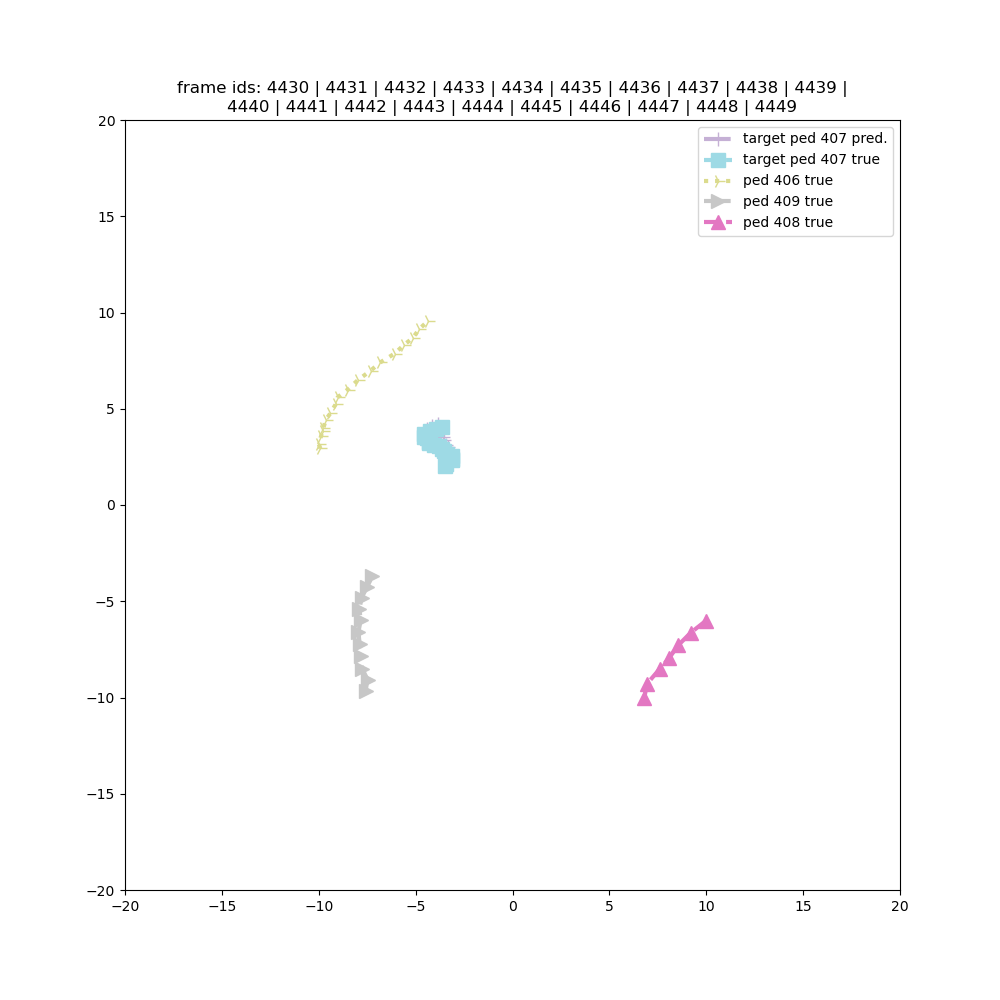 frame ids: 4430 | 4431 | 4432 | 4433 | 4434 | 4435 | 4436 | 4437 | 4438 | 4439 |
4440 | 4441 | 4442 | 4443 | 4444 | 4445 | 4446 | 4447 | 4448 | 4449
target ped 407 pred.
target ped 407 true
ped 406 true
ped 409 true
ped 408 true
20
15
10
5
0
−5
−10
−15
−20
−20 −15 −10 −5 0 5 10 15 20